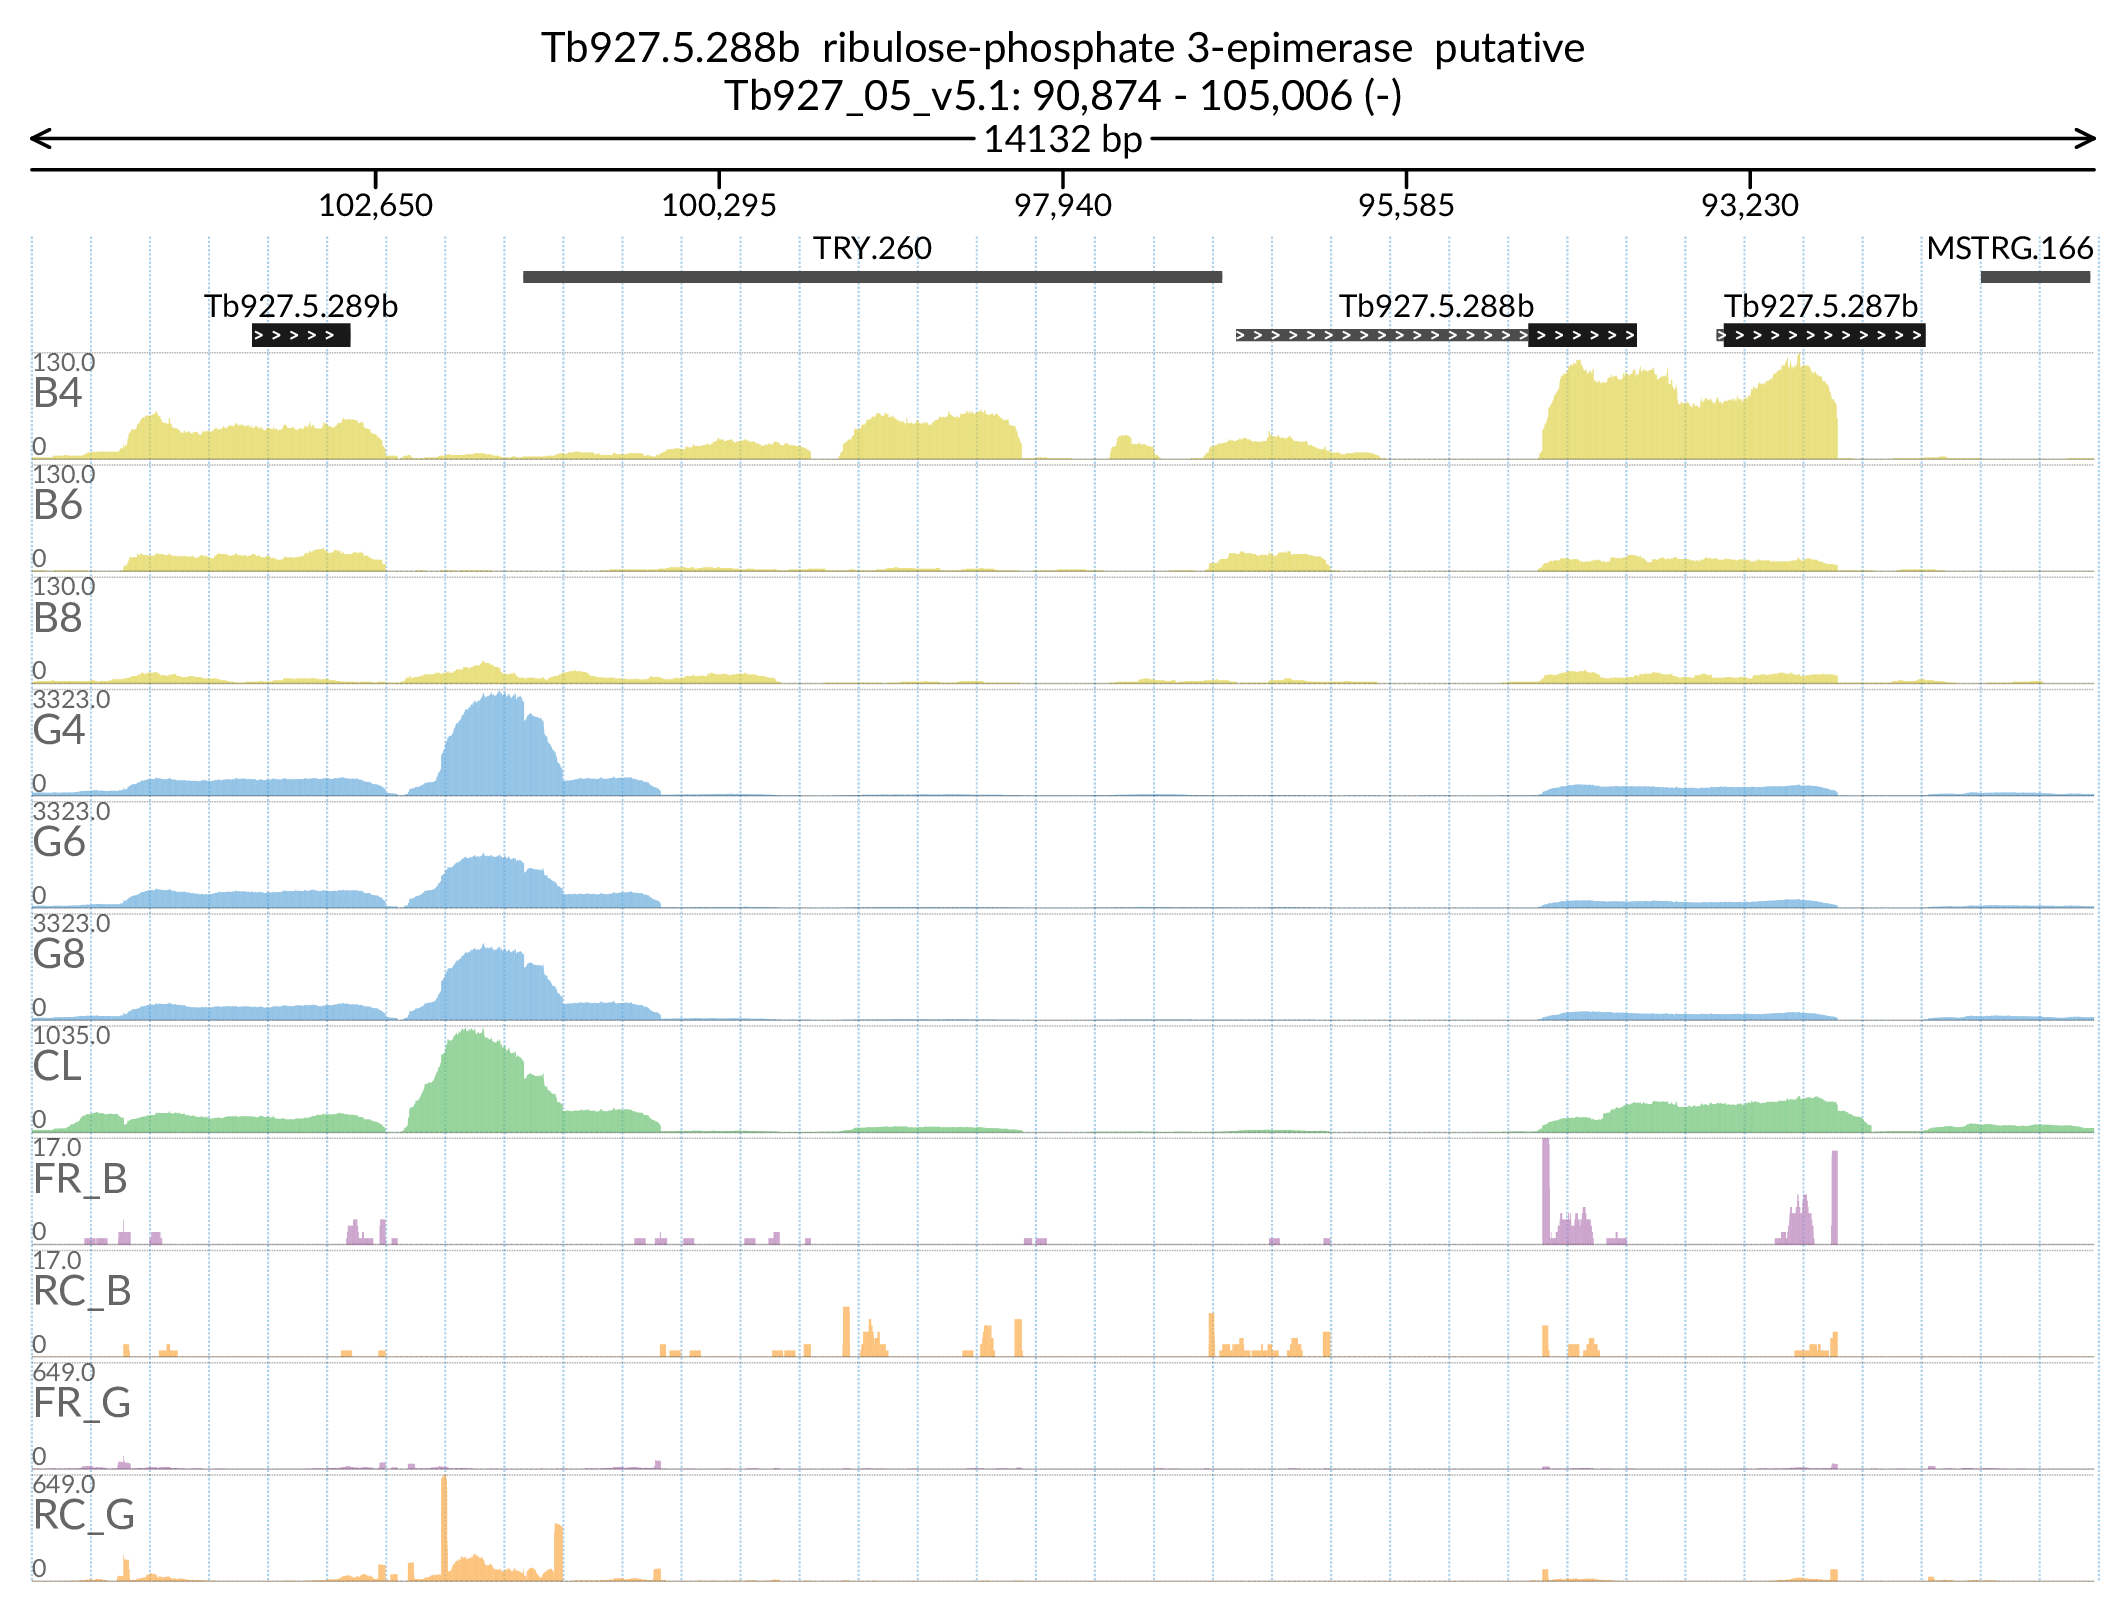 Tb927.5.288b ribulose-phosphate 3-epimerase putative
Tb927_05_v5.1: 90,874 - 105,006 (-)
14132 bp
102,650 100,295 97,940 95,585 93,230
TRY.260 MSTRG.166
Tb927.5.289b Tb927.5.288b Tb927.5.287b
130.0
B4
0
130.0
B6
0
130.0
B8
0
3323.0
G4
0
3323.0
G6
0
3323.0
G8
0
1035.0
CL
0
17.0
FR_B
0
17.0
RC_B
0
649.0
FR_G
0
649.0
RC_G
0